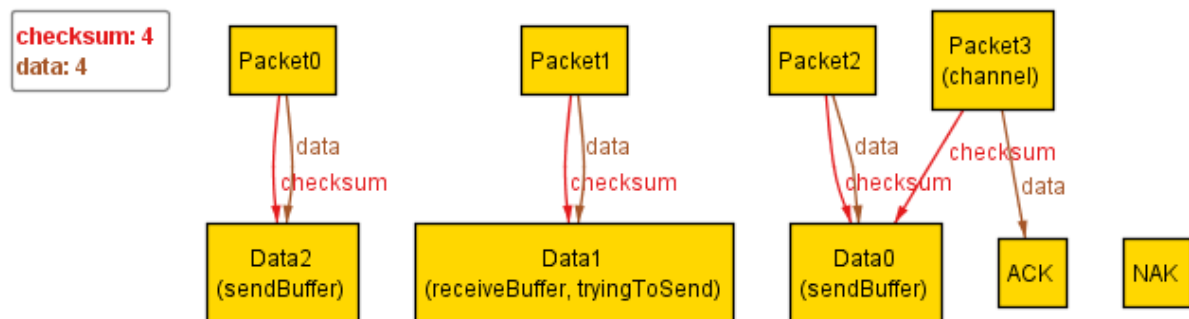 checksum: 4
data: 4
Packet0
Packet1
Packet2
Packet3
(channel)
data
checksum
data
checksum
data
checksum
checksum
data
Data2
(sendBuffer)
Data1
(receiveBuffer, tryingToSend)
Data0
(sendBuffer)
ACK
NAK